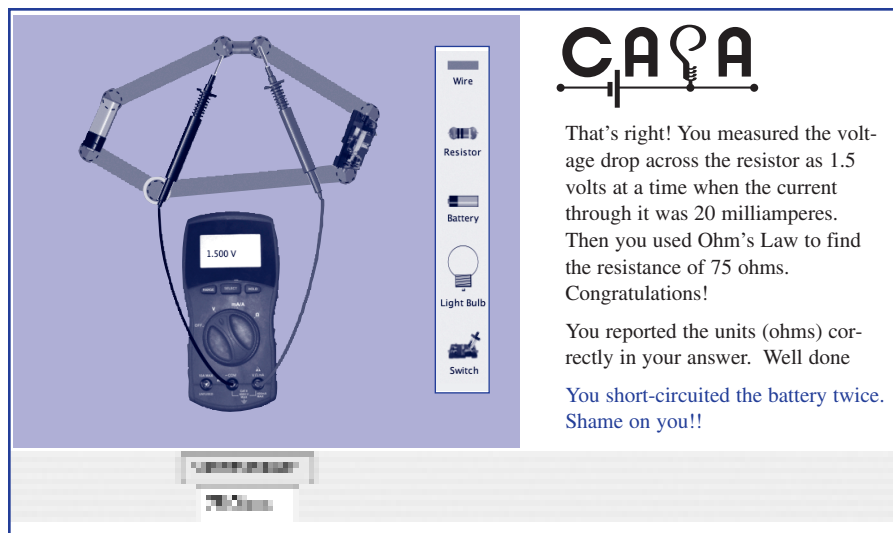 CAPA
Wire
Resistor
Battery
Light Bulb
Switch
1.500 V
That's right! You measured the volt-
age drop across the resistor as 1.5
volts at a time when the current
through it was 20 milliamperes.
Then you used Ohm's Law to find
the resistance of 75 ohms.
Congratulations!
You reported the units (ohms) cor-
rectly in your answer. Well done
You short-circuited the battery twice.
Shame on you!!